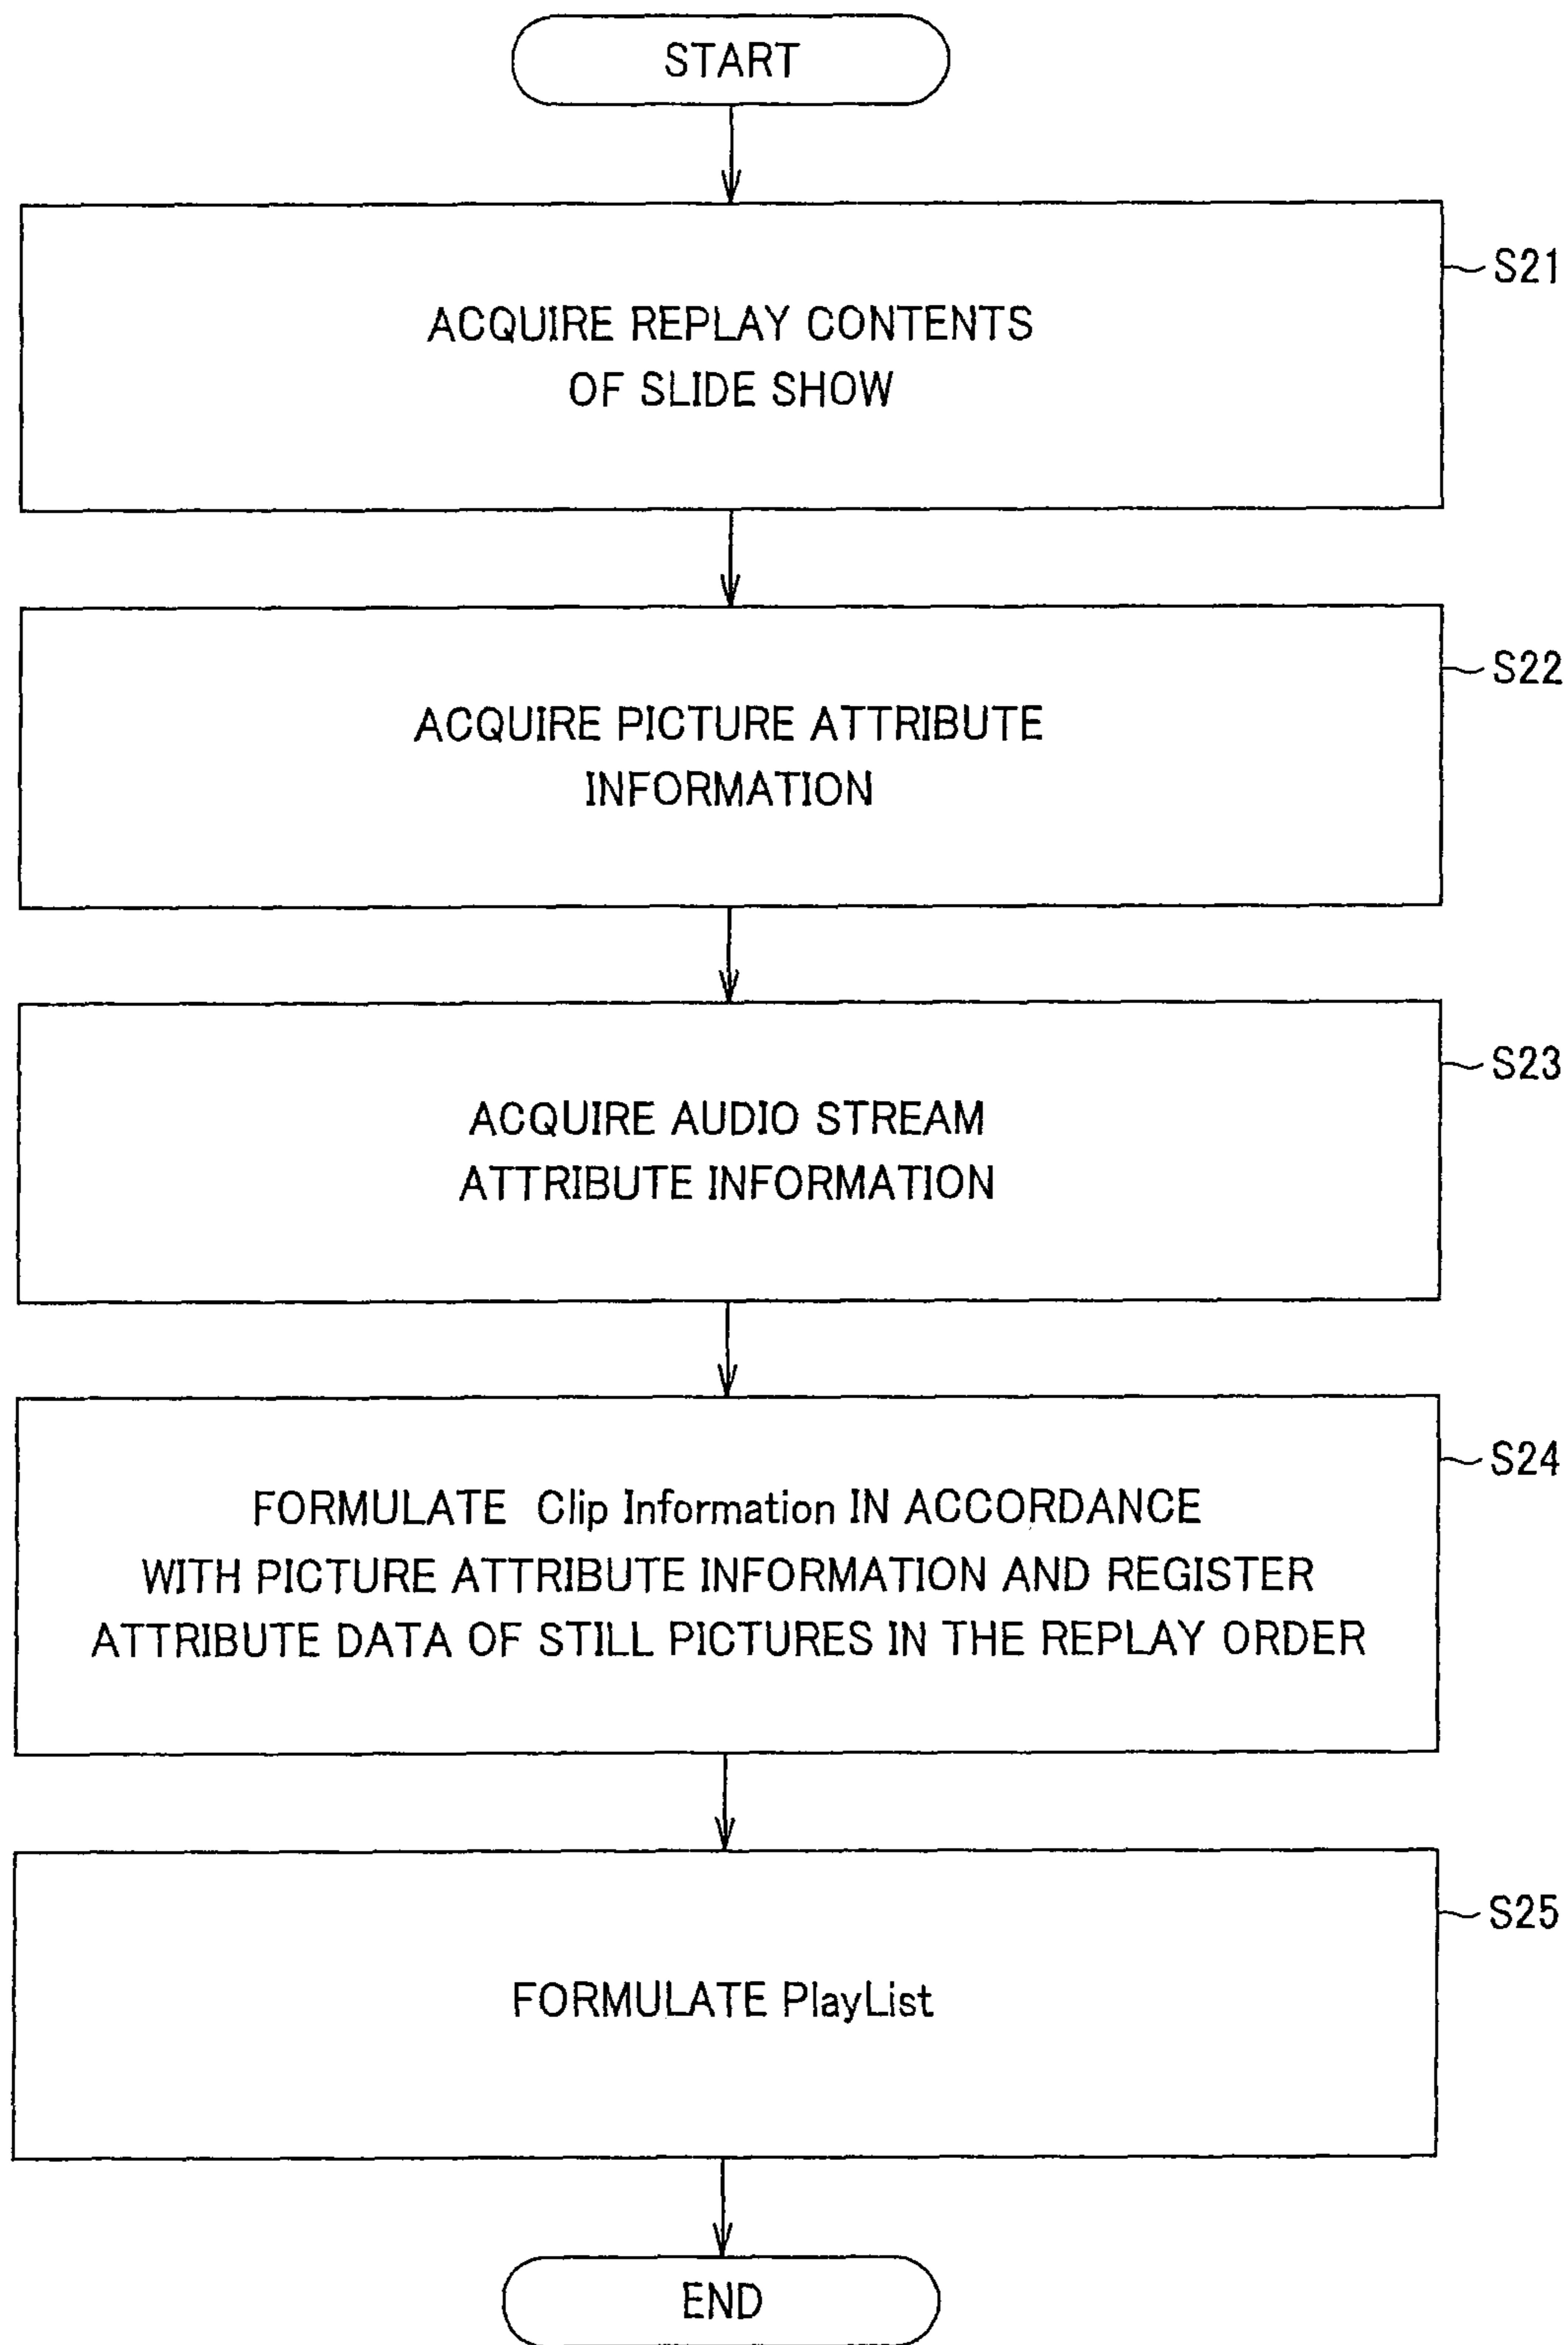 START
ACQUIRE REPLAY CONTENTS
OF SLIDE SHOW
S21
ACQUIRE PICTURE ATTRIBUTE
INFORMATION
S22
ACQUIRE AUDIO STREAM
ATTRIBUTE INFORMATION
S23
FORMULATE Clip Information IN ACCORDANCE
WITH PICTURE ATTRIBUTE INFORMATION AND REGISTER
ATTRIBUTE DATA OF STILL PICTURES IN THE REPLAY ORDER
S24
FORMULATE PlayList
S25
END